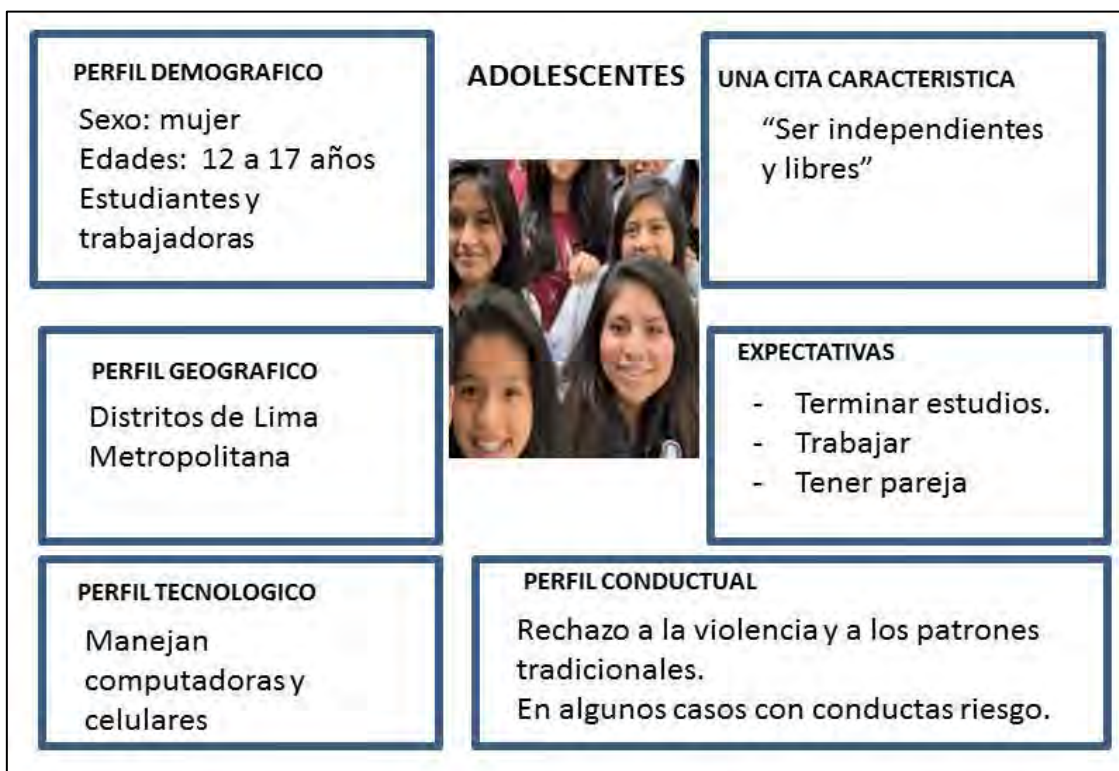 PERFIL DEMOGRAFICO
Sexo: mujer
Edades: 12 a 17 años
Estudiantes y
trabajadoras
ADOLESCENTES
UNA CITA CARACTERISTICA
“Ser independientes
y libres”
PERFIL GEOGRAFICO
Distritos de Lima
Metropolitana
EXPECTATIVAS
- Terminar estudios.
- Trabajar
- Tener pareja
PERFIL TECNOLOGICO
Manejan
computadoras y
celulares
PERFIL CONDUCTUAL
Rechazo a la violencia y a los patrones
tradicionales.
En algunos casos con conductas riesgo.